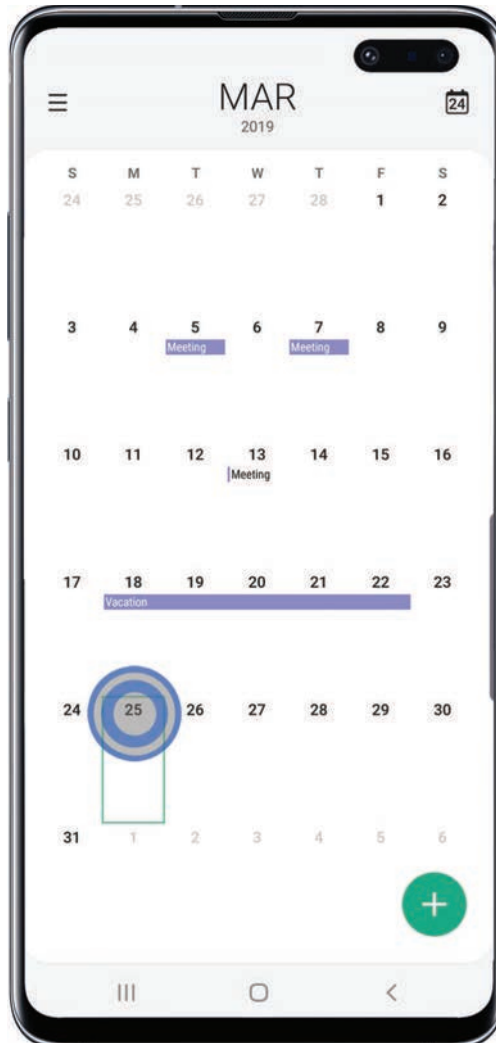 MAR
24
2019
S M T W T F S
24 25 26 27 28 1 2
3 4 5 6 7 8 9
Meeting Meeting
10 11 12 13 14 15 16
Meeting
17 18 19 20 21 22 23
Vacation
24 25 26 27 28 29 30
31 1 2 3 4 5 6